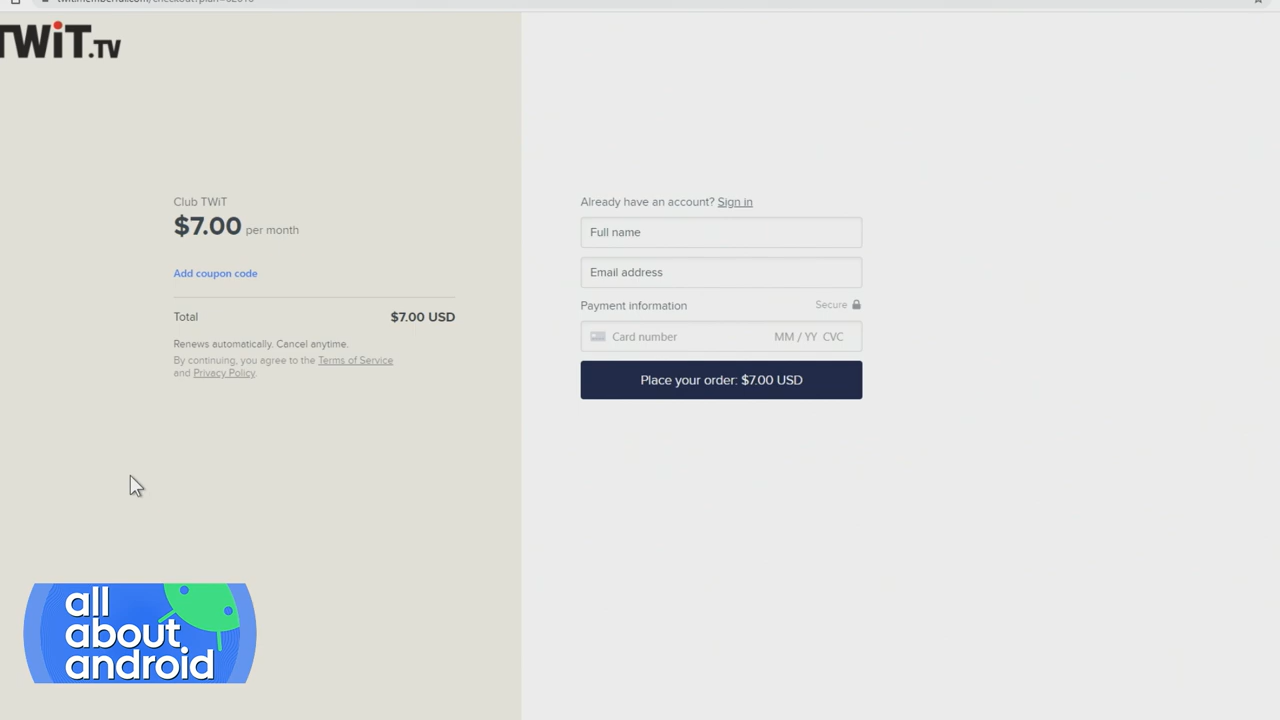 TWiT.TV
Club TWiT
$7.00 per month
Add coupon code
Total $7.00 USD
Renews automatically. Cancel anytime.
By continuing, you agree to the Terms of Service
and Privacy Policy.
Already have an account? Sign in
Full name
Email address
Payment information Secure
Card number MM / YY CVC
Place your order: $7.00 USD
all
about
android